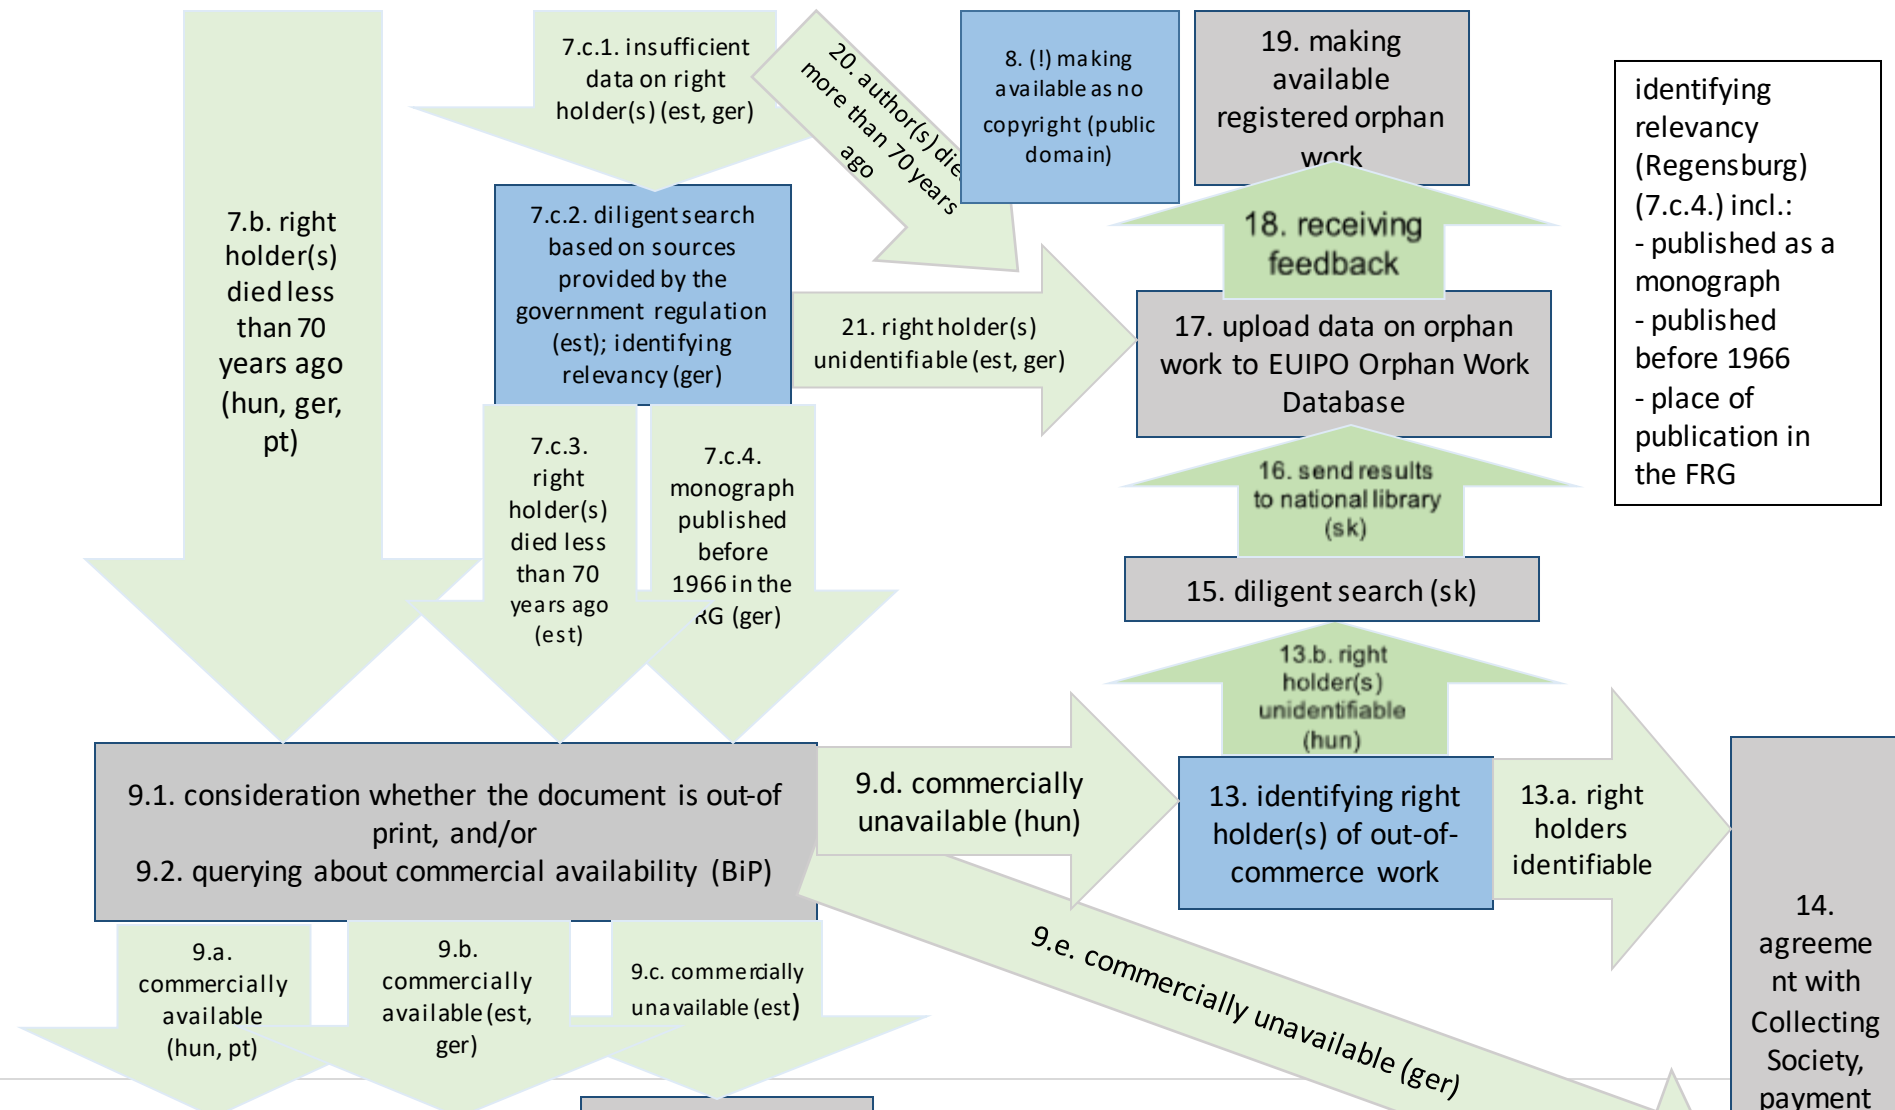 7.c.1. insufficient
data on right
holder(s) (est, ger)
20. author(s) die
more than 70 years
ago
8. (!) making
available as no
copyright (public
domain)
19. making
available
registered orphan
work
identifying
relevancy
(Regensburg)
(7.c.4.) incl.:
- published as a
monograph
- published
before 1966
- place of
publication in
the FRG
7.b. right
holder(s)
died less
than 70
years ago
(hun, ger,
pt)
7.c.2. diligent search
based on sources
provided by the
government regulation
(est); identifying
relevancy (ger)
18. receiving
feedback
21. right holder(s)
unidentifiable (est, ger)
17. upload data on orphan
work to EUIPO Orphan Work
Database
7.c.3.
right
holder(s)
died less
than 70
years ago
(est)
7.c.4.
monograph
published
before
1966 in the
RG (ger)
16. send results
to national library
(sk)
15. diligent search (sk)
13.b. right
holder(s)
unidentifiable
(hun)
9.1. consideration whether the document is out-of
print, and/or
9.2. querying about commercial availability (BiP)
9.d. commercially
unavailable (hun)
13. identifying right
holder(s) of out-of-
commerce work
13.a. right
holders
identifiable
14.
agreeme
nt with
Collecting
Society,
payment
9.a.
commercially
available
(hun, pt)
9.b.
commercially
available (est,
ger)
9.c. commercially
unavailable (est)
9.e. commercially unavailable (ger)